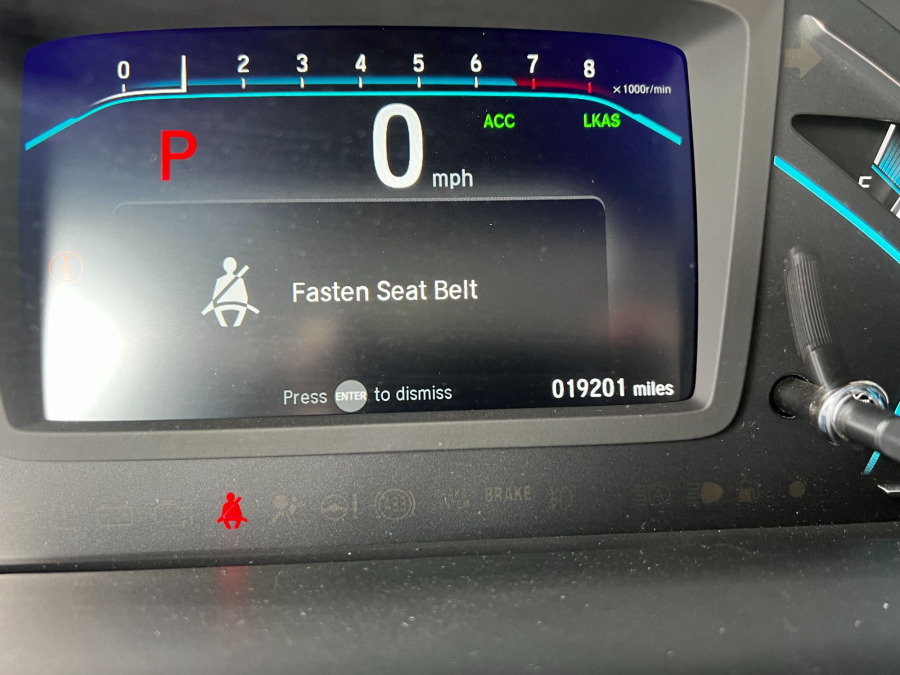 0 2 3 4 5 6 7 8
x1000r/min
P 0 mph ACC LKAS
C
Fasten Seat Belt
Press ENTER to dismiss
019201 miles
BRAKE